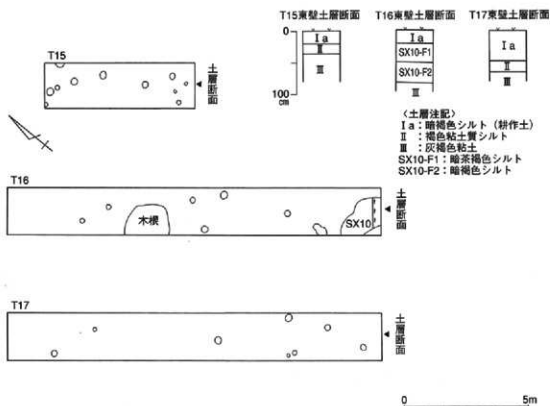 T15東壁土層断面 T16東壁土層断面 T17東壁土層断面
0
100
cm
Ⅰa
Ⅱ
Ⅲ
Ⅰa
SX10-F1
SX10-F2
Ⅲ
Ⅰa
Ⅱ
Ⅲ
〈土層注記〉
Ⅰa：暗褐色シルト（耕作土）
Ⅱ ：褐色粘土質シルト
Ⅲ ：灰褐色粘土
SX10-F1：暗茶褐色シルト
SX10-F2：暗褐色シルト
T15
土層断面
T16
木根
SX10
土層断面
T17
土層断面
0 5m